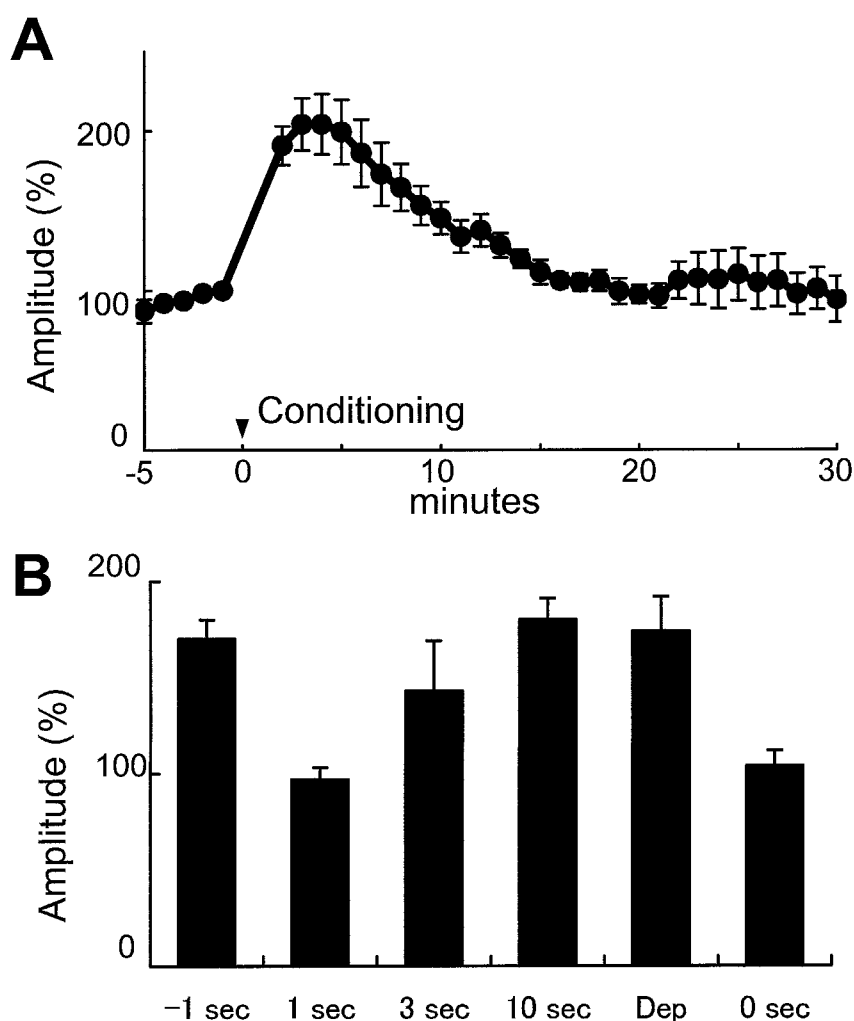 A
200
100
0
Amplitude (%)
Conditioning
-5 0 10 20 30
minutes
B
200
100
0
Amplitude (%)
−1 sec 1 sec 3 sec 10 sec Dep 0 sec